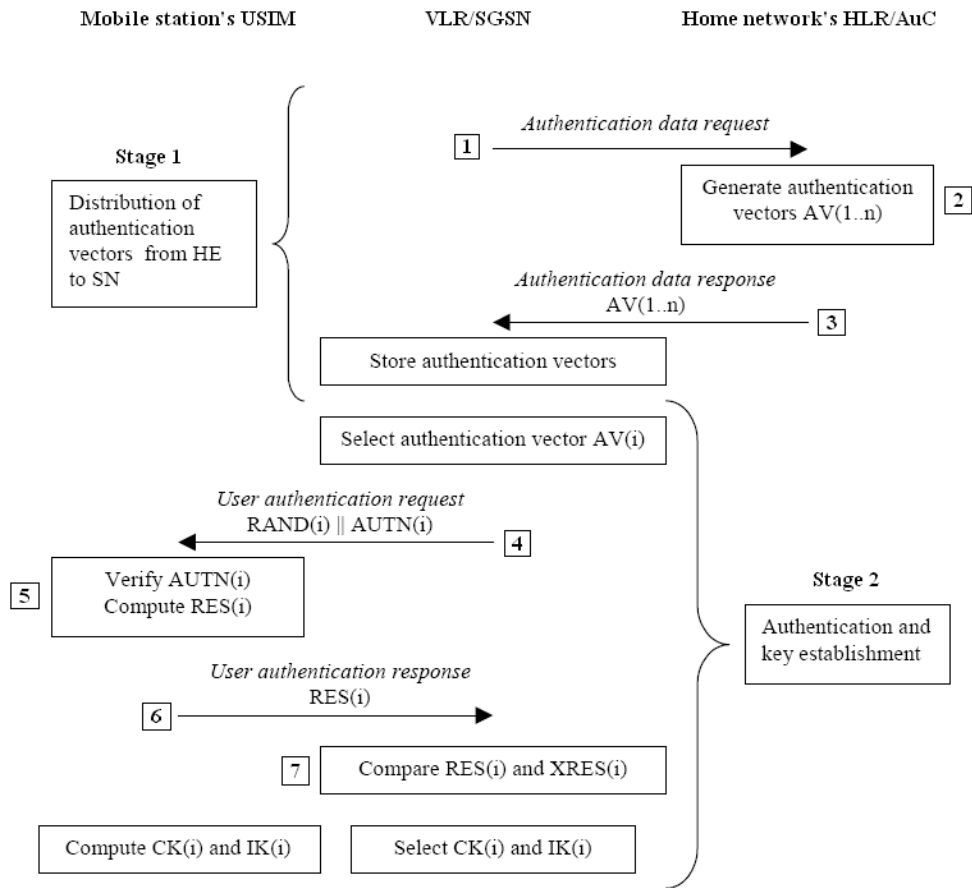 Mobile station's USIM
VLR/SGSN
Home network's HLR/AuC
Authentication data request
1
Stage 1
Distribution of
authentication
vectors from HE
to SN
Generate authentication
vectors AV(1..n)
2
Authentication data response
AV(1..n)
3
Store authentication vectors
Select authentication vector AV(i)
User authentication request
RAND(i) || AUTN(i)
4
5
Verify AUTN(i)
Compute RES(i)
Stage 2
Authentication and
key establishment
User authentication response
RES(i)
6
7
Compare RES(i) and XRES(i)
Compute CK(i) and IK(i)
Select CK(i) and IK(i)